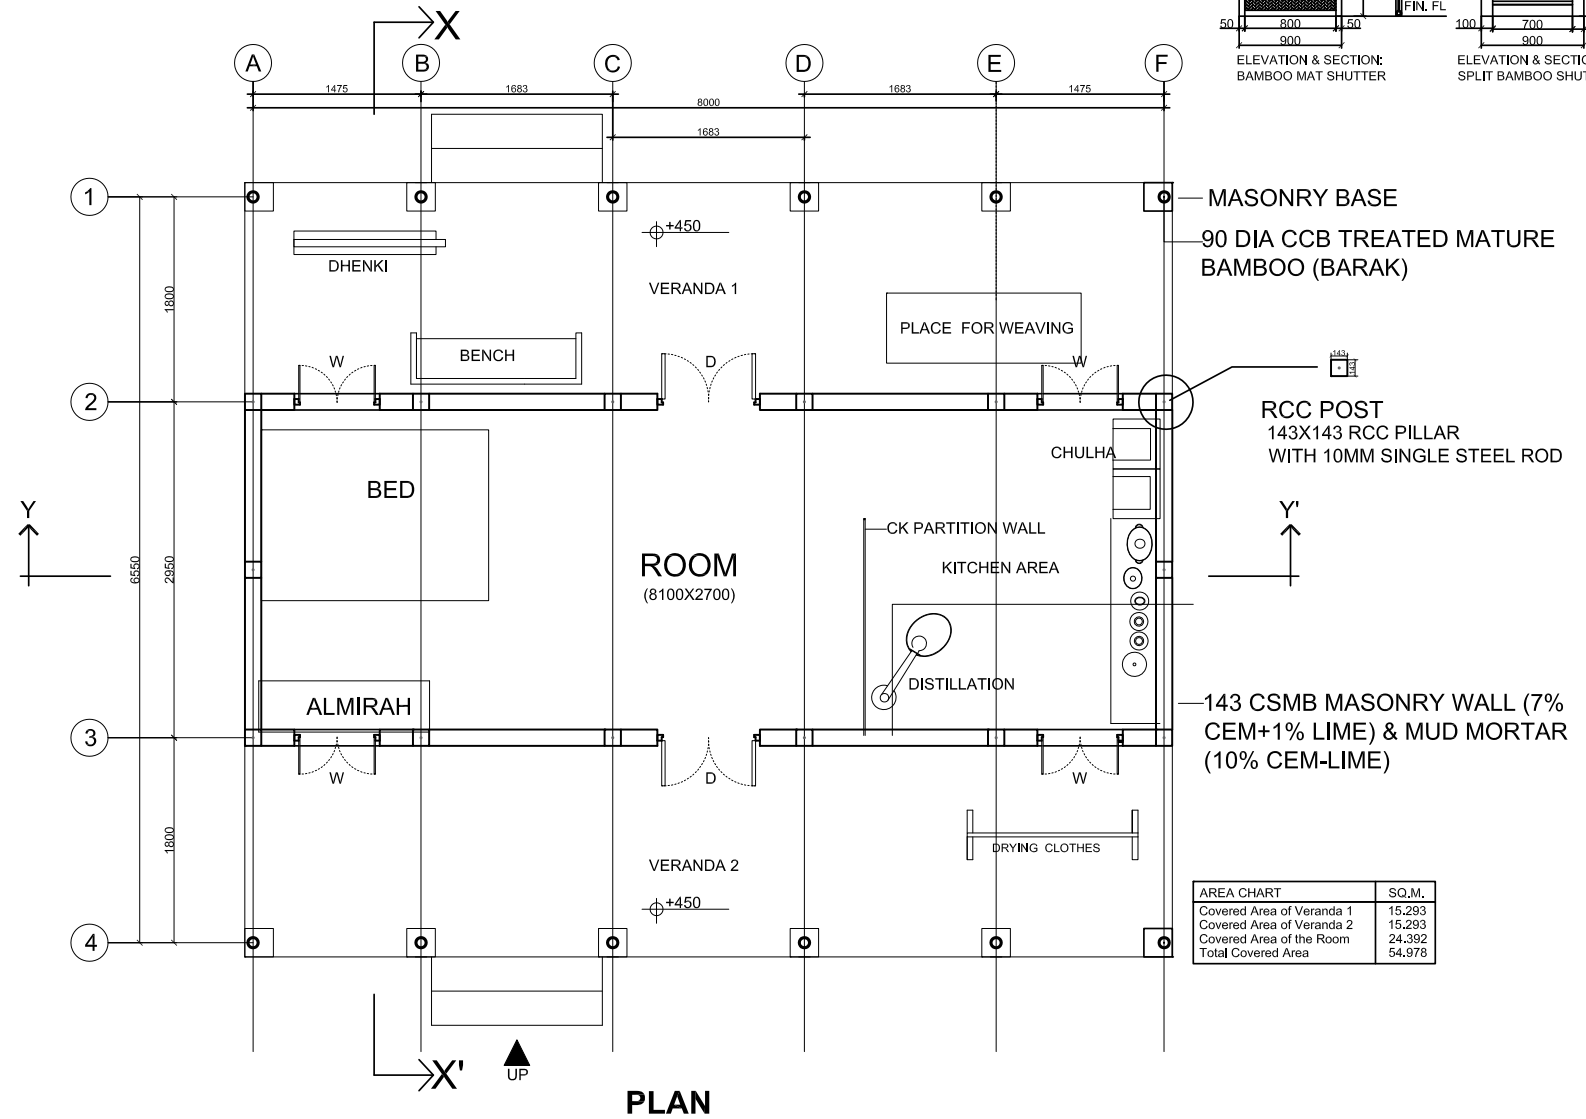 FIN. FL
50 800 50
900
ELEVATION & SECTION:
BAMBOO MAT SHUTTER
100 700
900
ELEVATION & SECTIO
SPLIT BAMBOO SHUT
X
A B C D E F
1475 1683 1683 1475
8000
1683
1
MASONRY BASE
+450
90 DIA CCB TREATED MATURE
BAMBOO (BARAK)
DHENKI
VERANDA 1
1800
PLACE FOR WEAVING
BENCH
W D W
143
143
2
RCC POST
143X143 RCC PILLAR
WITH 10MM SINGLE STEEL ROD
CHULHA
BED
Y Y'
CK PARTITION WALL
ROOM
(8100X2700)
KITCHEN AREA
6550 2950
DISTILLATION
ALMIRAH
143 CSMB MASONRY WALL (7%
CEM+1% LIME) & MUD MORTAR
(10% CEM-LIME)
3
W D W
1800
DRYING CLOTHES
VERANDA 2
+450
AREA CHART SQ.M.
Covered Area of Veranda 1 15.293
Covered Area of Veranda 2 15.293
Covered Area of the Room 24.392
Total Covered Area 54.978
4
X'
UP
PLAN